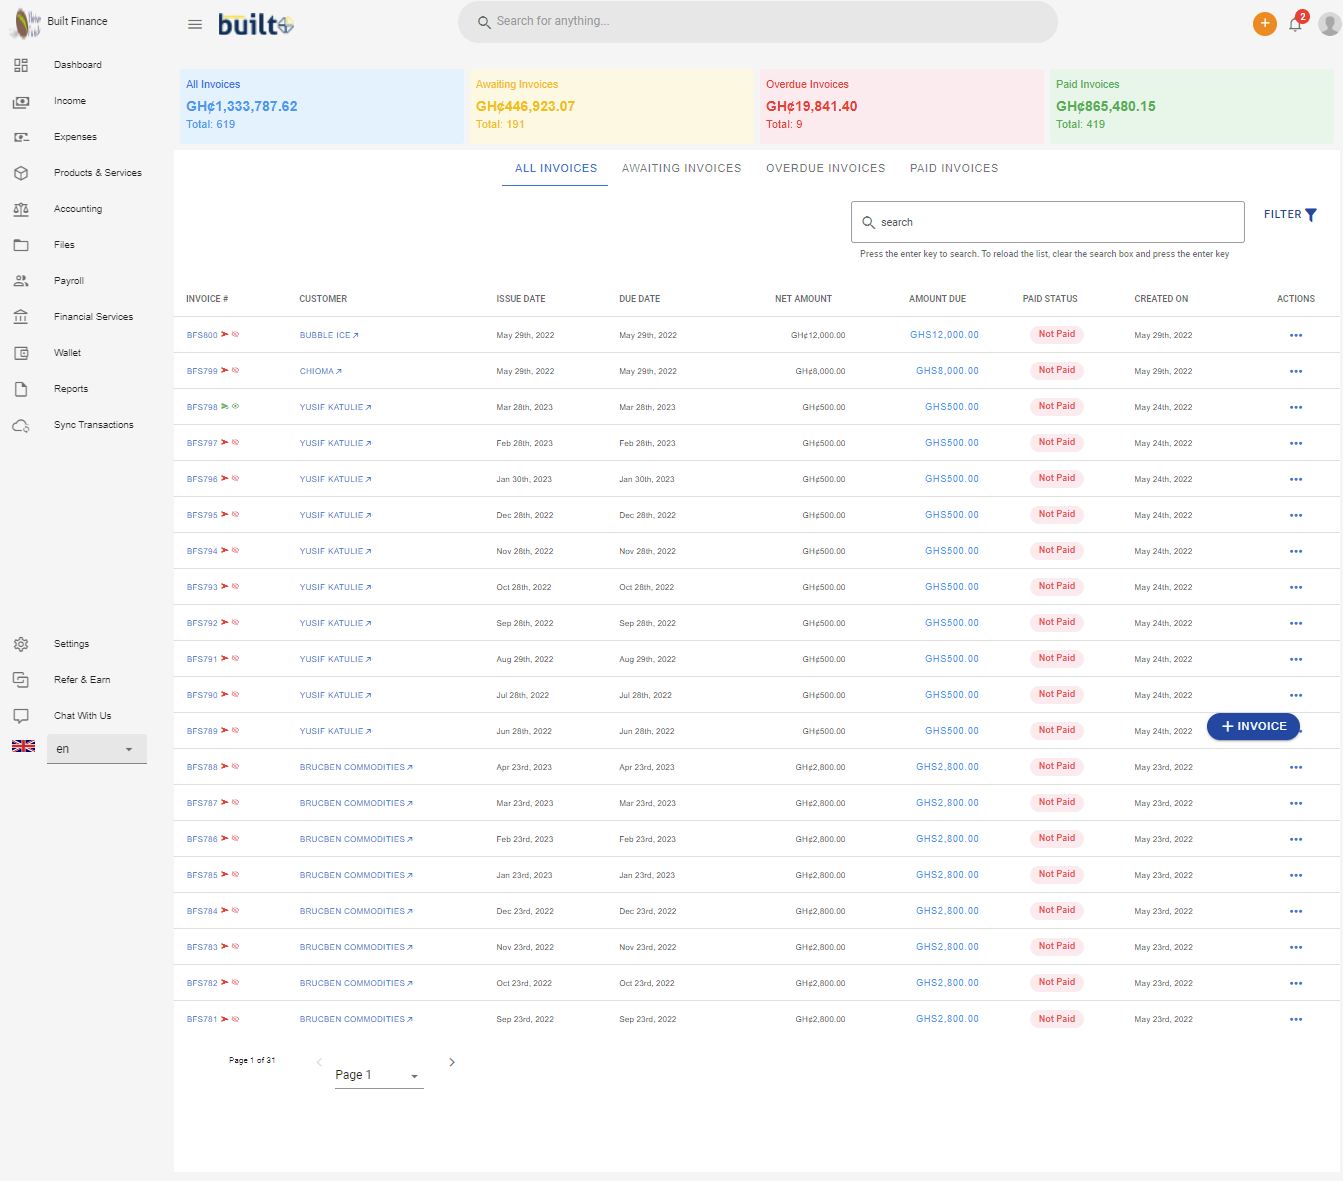 Built Finance
built
Search for anything...
+
2
Dashboard
Income
Expenses
Products & Services
Accounting
Files
Payroll
Financial Services
Wallet
Reports
Sync Transactions
Settings
Refer & Earn
Chat With Us
en
All Invoices
GH¢1,333,787.62
Total: 619
Awaiting Invoices
GH¢446,923.07
Total: 191
Overdue Invoices
GH¢19,841.40
Total: 9
Paid Invoices
GH¢865,480.15
Total: 419
ALL INVOICES AWAITING INVOICES OVERDUE INVOICES PAID INVOICES
search
FILTER
Press the enter key to search. To reload the list, clear the search box and press the enter key
INVOICE # CUSTOMER ISSUE DATE DUE DATE NET AMOUNT AMOUNT DUE PAID STATUS CREATED ON ACTIONS
BFS800 BUBBLE ICE May 29th, 2022 May 29th, 2022 GH¢12,000.00 GHS12,000.00 Not Paid May 29th, 2022
BFS799 CHIOMA May 29th, 2022 May 29th, 2022 GH¢8,000.00 GHS8,000.00 Not Paid May 29th, 2022
BFS798 YUSIF KATULIE Mar 28th, 2023 Mar 28th, 2023 GH¢500.00 GHS500.00 Not Paid May 24th, 2022
BFS797 YUSIF KATULIE Feb 28th, 2023 Feb 28th, 2023 GH¢500.00 GHS500.00 Not Paid May 24th, 2022
BFS796 YUSIF KATULIE Jan 30th, 2023 Jan 30th, 2023 GH¢500.00 GHS500.00 Not Paid May 24th, 2022
BFS795 YUSIF KATULIE Dec 28th, 2022 Dec 28th, 2022 GH¢500.00 GHS500.00 Not Paid May 24th, 2022
BFS794 YUSIF KATULIE Nov 28th, 2022 Nov 28th, 2022 GH¢500.00 GHS500.00 Not Paid May 24th, 2022
BFS793 YUSIF KATULIE Oct 28th, 2022 Oct 28th, 2022 GH¢500.00 GHS500.00 Not Paid May 24th, 2022
BFS792 YUSIF KATULIE Sep 28th, 2022 Sep 28th, 2022 GH¢500.00 GHS500.00 Not Paid May 24th, 2022
BFS791 YUSIF KATULIE Aug 29th, 2022 Aug 29th, 2022 GH¢500.00 GHS500.00 Not Paid May 24th, 2022
BFS790 YUSIF KATULIE Jul 28th, 2022 Jul 28th, 2022 GH¢500.00 GHS500.00 Not Paid May 24th, 2022
BFS789 YUSIF KATULIE Jun 28th, 2022 Jun 28th, 2022 GH¢500.00 GHS500.00 Not Paid May 24th, 2022
+ INVOICE
BFS788 BRUCBEN COMMODITIES Apr 23rd, 2023 Apr 23rd, 2023 GH¢2,800.00 GHS2,800.00 Not Paid May 23rd, 2022
BFS787 BRUCBEN COMMODITIES Mar 23rd, 2023 Mar 23rd, 2023 GH¢2,800.00 GHS2,800.00 Not Paid May 23rd, 2022
BFS786 BRUCBEN COMMODITIES Feb 23rd, 2023 Feb 23rd, 2023 GH¢2,800.00 GHS2,800.00 Not Paid May 23rd, 2022
BFS785 BRUCBEN COMMODITIES Jan 23rd, 2023 Jan 23rd, 2023 GH¢2,800.00 GHS2,800.00 Not Paid May 23rd, 2022
BFS784 BRUCBEN COMMODITIES Dec 23rd, 2022 Dec 23rd, 2022 GH¢2,800.00 GHS2,800.00 Not Paid May 23rd, 2022
BFS783 BRUCBEN COMMODITIES Nov 23rd, 2022 Nov 23rd, 2022 GH¢2,800.00 GHS2,800.00 Not Paid May 23rd, 2022
BFS782 BRUCBEN COMMODITIES Oct 23rd, 2022 Oct 23rd, 2022 GH¢2,800.00 GHS2,800.00 Not Paid May 23rd, 2022
BFS781 BRUCBEN COMMODITIES Sep 23rd, 2022 Sep 23rd, 2022 GH¢2,800.00 GHS2,800.00 Not Paid May 23rd, 2022
Page 1 of 31
Page 1